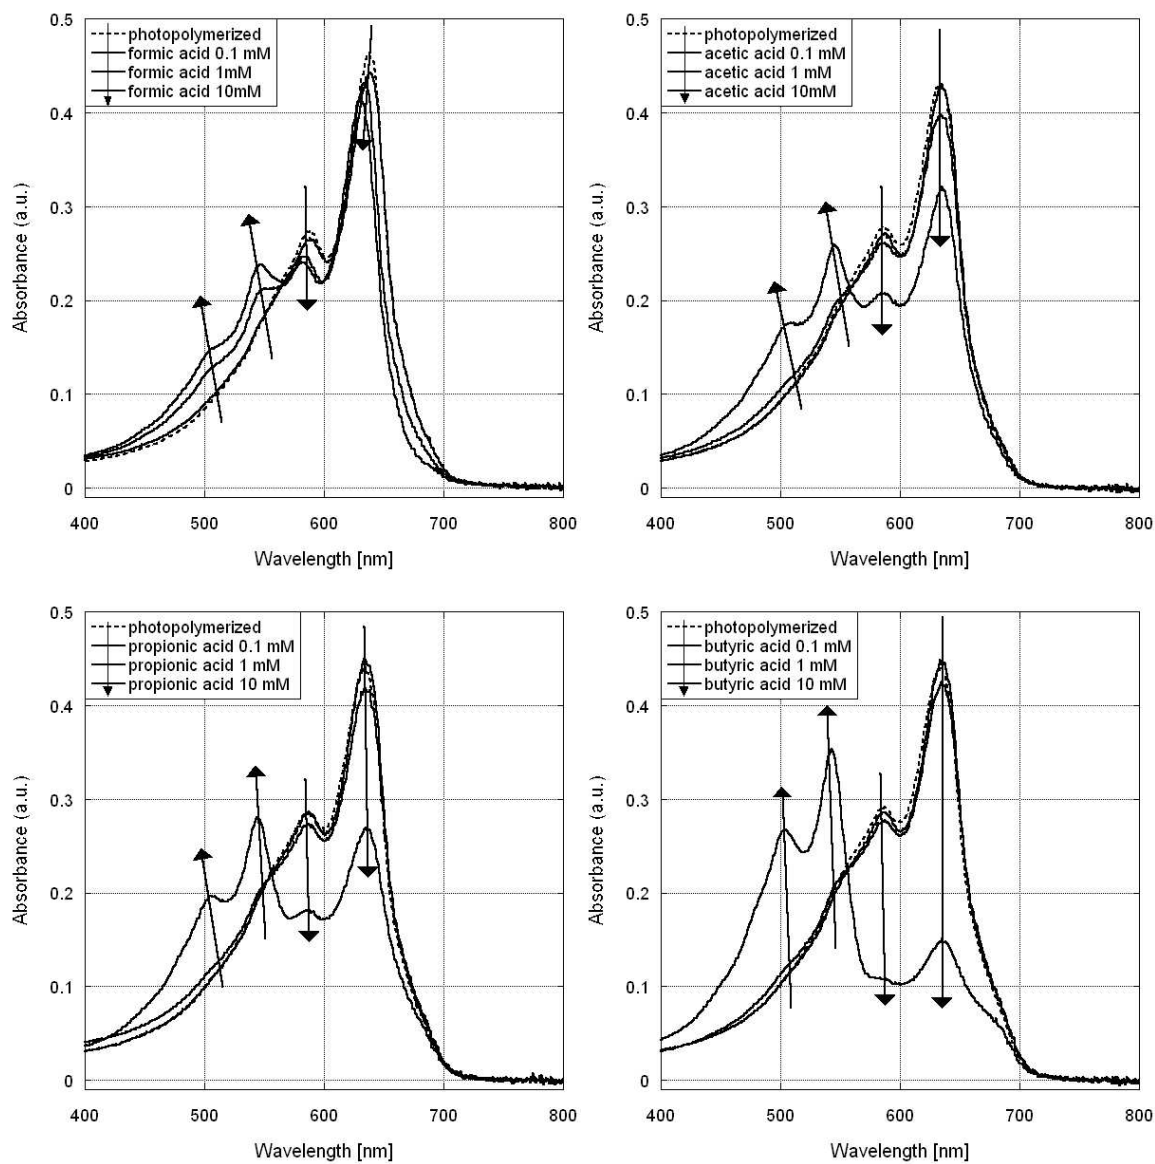 0.5
0.4
0.3
0.2
0.1
0
Absorbance (a.u.)
photopolymerized
formic acid 0.1 mM
formic acid 1mM
formic acid 10mM
400
500
600
700
800
Wavelength [nm]
0.5
0.4
0.3
0.2
0.1
0
Absorbance (a.u.)
photopolymerized
acetic acid 0.1 mM
acetic acid 1 mM
acetic acid 10mM
400
500
600
700
800
Wavelength [nm]
0.5
0.4
0.3
0.2
0.1
0
Absorbance (a.u.)
photopolymerized
propionic acid 0.1 mM
propionic acid 1 mM
propionic acid 10 mM
400
500
600
700
800
Wavelength [nm]
0.5
0.4
0.3
0.2
0.1
0
Absorbance (a.u.)
photopolymerized
butyric acid 0.1 mM
butyric acid 1 mM
butyric acid 10 mM
400
500
600
700
800
Wavelength [nm]